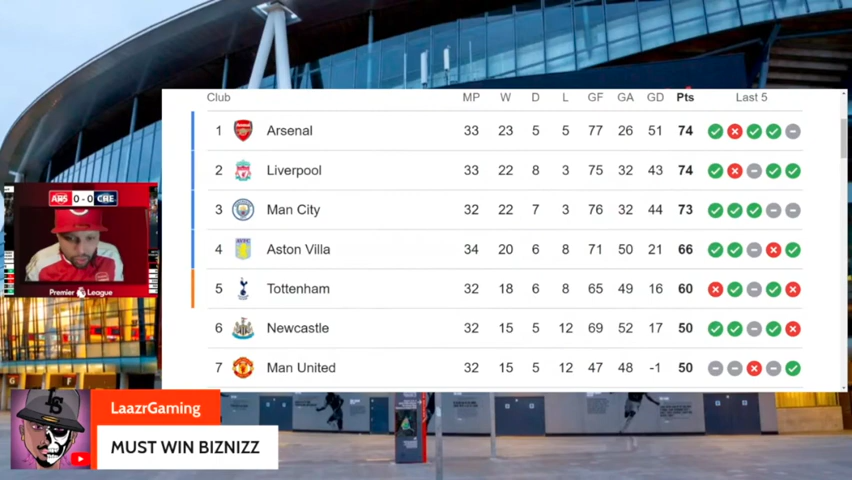 Club MP W D L GF GA GD Pts Last 5
1 Arsenal 33 23 5 5 77 26 51 74
2 Liverpool 33 22 8 3 75 32 43 74
3 Man City 32 22 7 3 76 32 44 73
4 Aston Villa 34 20 6 8 71 50 21 66
5 Tottenham 32 18 6 8 65 49 16 60
6 Newcastle 32 15 5 12 69 52 17 50
7 Man United 32 15 5 12 47 48 -1 50
ARS 0-0 CHE
Premier League
G F
LaazrGaming
MUST WIN BIZNIZZ